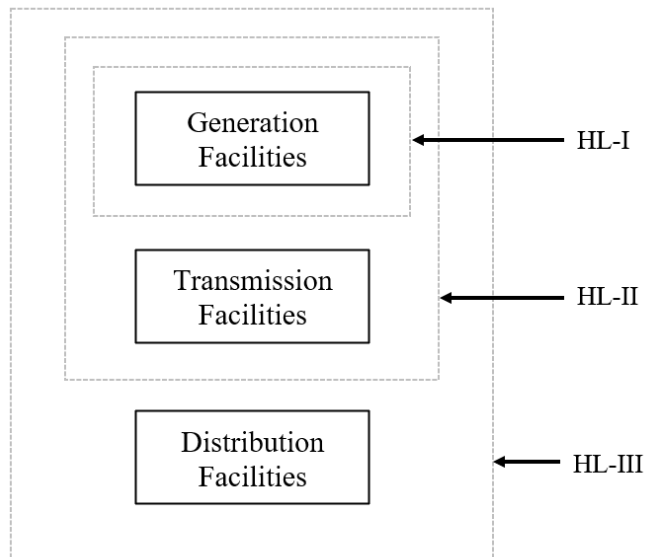 Generation
Facilities
HL-I
Transmission
Facilities
HL-II
Distribution
Facilities
HL-III